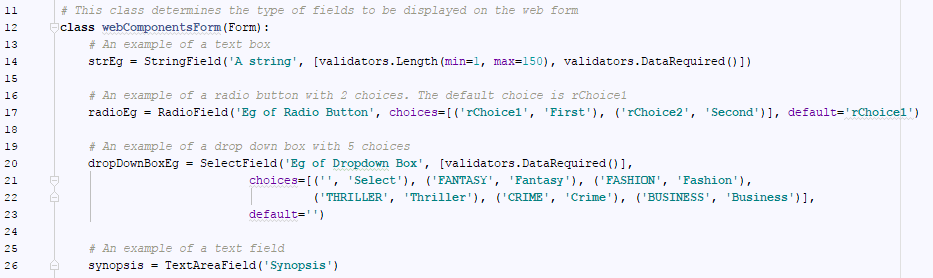 11 # This class determines the type of fields to be displayed on the web form
12 class webComponentsForm(Form):
13 # An example of a text box
14 strEg = StringField('A string', [validators.Length(min=1, max=150), validators.DataRequired()])
15
16 # An example of a radio button with 2 choices. The default choice is rChoice1
17 radioEg = RadioField('Eg of Radio Button', choices=[('rChoice1', 'First'), ('rChoice2', 'Second')], default='rChoice1')
18
19 # An example of a drop down box with 5 choices
20 dropDownBoxEg = SelectField('Eg of Dropdown Box', [validators.DataRequired()],
21 choices=[('', 'Select'), ('FANTASY', 'Fantasy'), ('FASHION', 'Fashion'),
22 ('THRILLER', 'Thriller'), ('CRIME', 'Crime'), ('BUSINESS', 'Business')],
23 default='')
24
25 # An example of a text field
26 synopsis = TextAreaField('Synopsis')